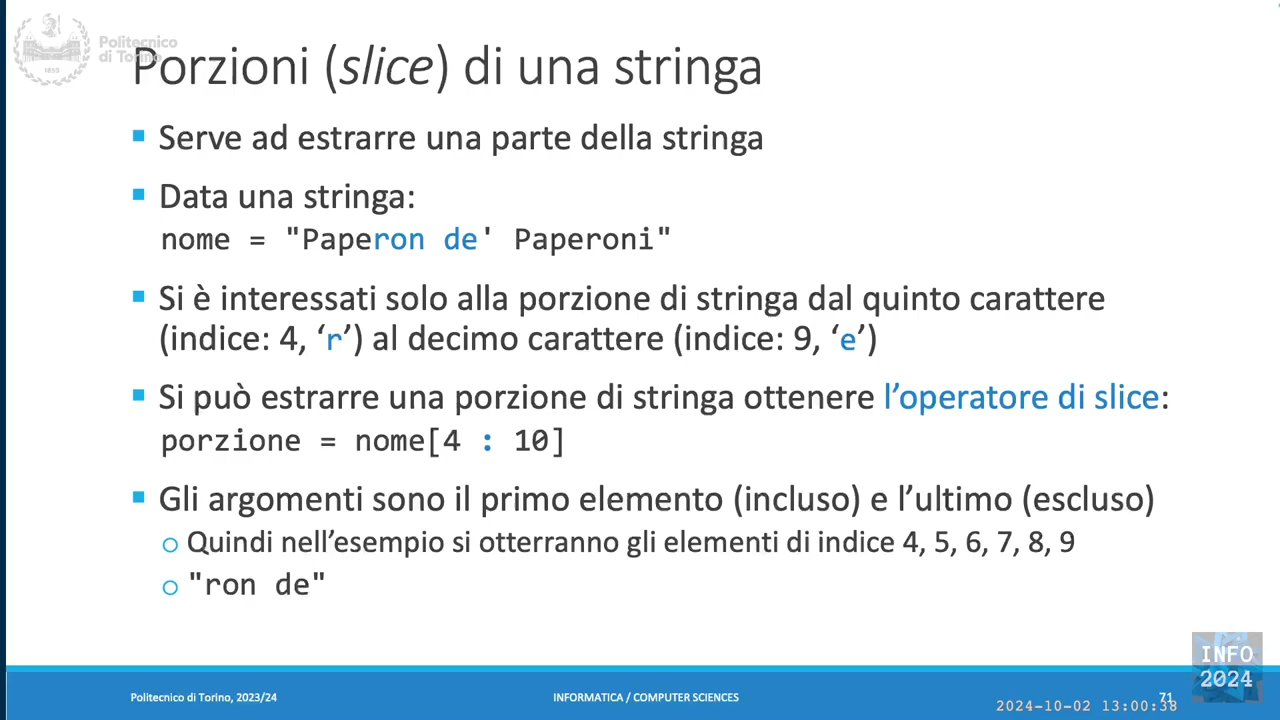 Politecnico
di Torino
1859
Porzioni (slice) di una stringa
▪ Serve ad estrarre una parte della stringa
▪ Data una stringa:
nome = "Paperon de' Paperoni"
▪ Si è interessati solo alla porzione di stringa dal quinto carattere
(indice: 4, ‘r’) al decimo carattere (indice: 9, ‘e’)
▪ Si può estrarre una porzione di stringa ottenere l’operatore di slice:
porzione = nome[4 : 10]
▪ Gli argomenti sono il primo elemento (incluso) e l’ultimo (escluso)
o Quindi nell’esempio si otterranno gli elementi di indice 4, 5, 6, 7, 8, 9
o "ron de"
INFO
2024
Politecnico di Torino, 2023/24
INFORMATICA / COMPUTER SCIENCES
71
2024-10-02 13:00:38